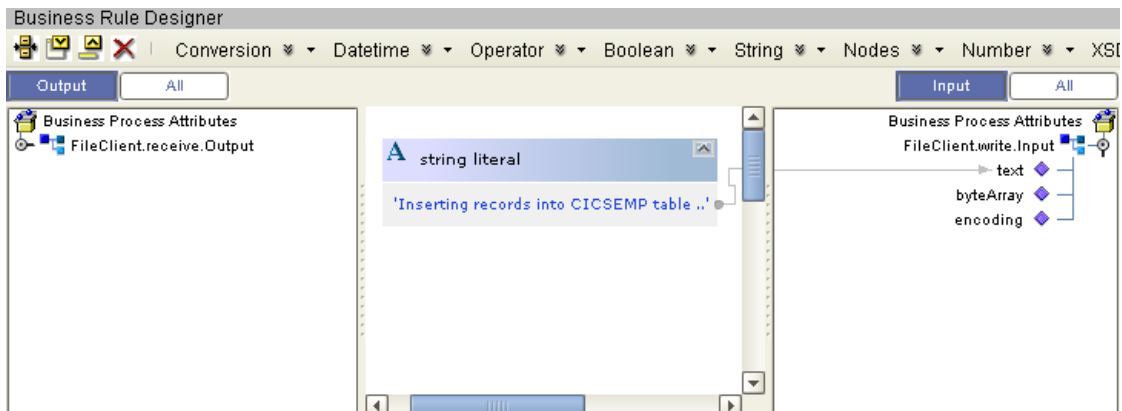 Business Rule Designer
Conversion Datetime Operator Boolean String Nodes Number XSD
Output All Input All
Business Process Attributes
FileClient.receive.Output
A string literal
'Inserting records into CICSEMP table ..'
Business Process Attributes
FileClient.write.Input
text
byteArray
encoding